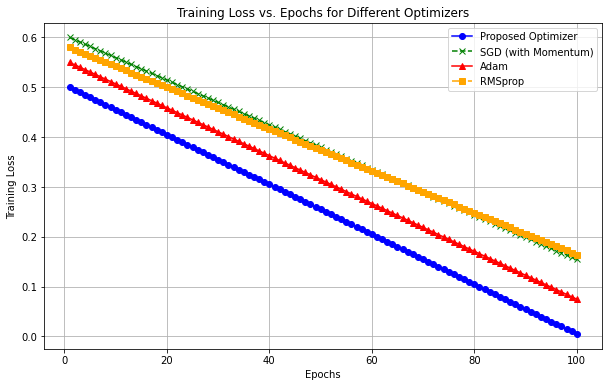 Training Loss vs. Epochs for Different Optimizers
Proposed Optimizer
SGD (with Momentum)
Adam
RMSprop
Training Loss
0.6
0.5
0.4
0.3
0.2
0.1
0.0
0
20
40
60
80
100
Epochs